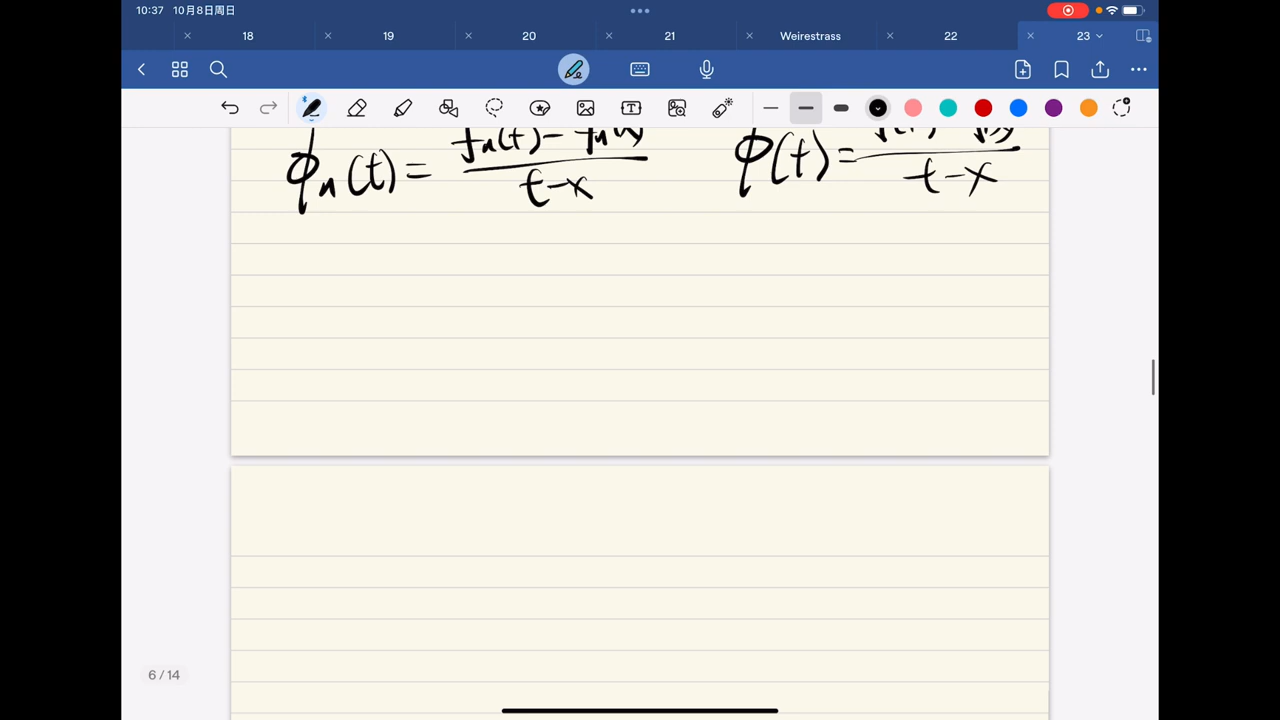 10:37 10月8日周日
18 19 20 21 Weirestrass 22 23
ϕn(t) = fn(t) − fn(x) / t−x ϕ(t) = f(t) − f(x) / t−x
6 / 14